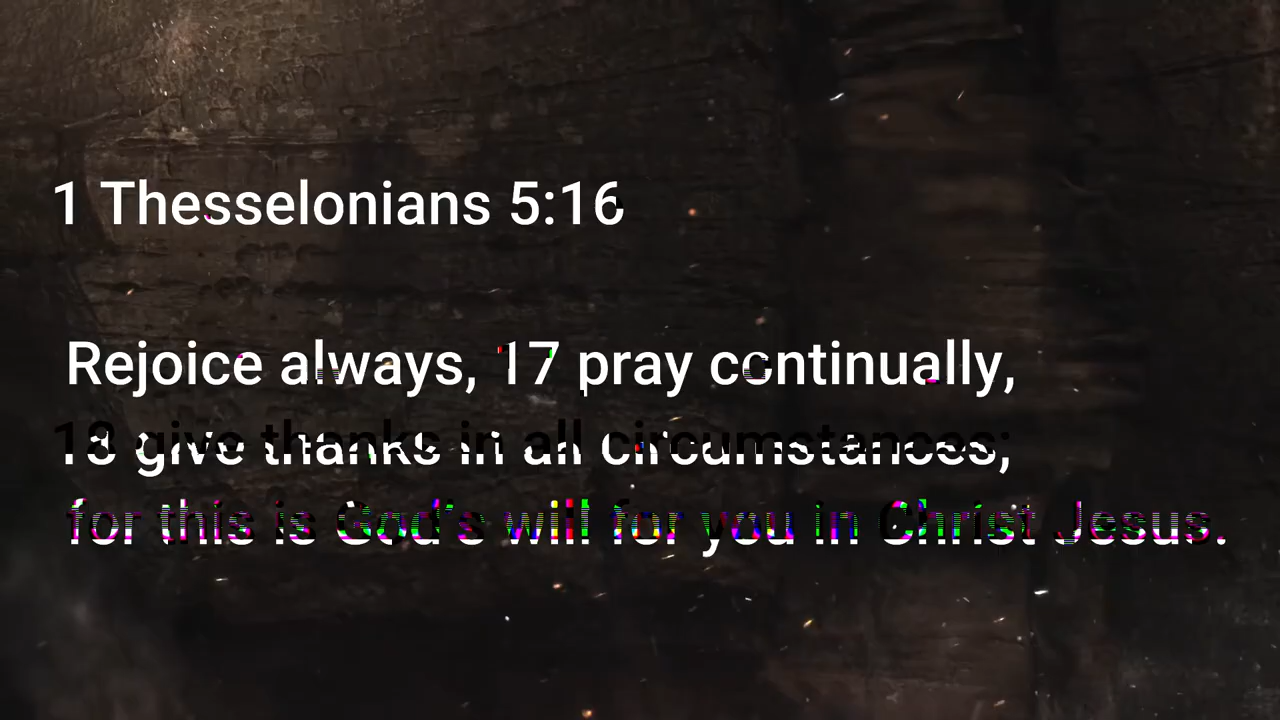 1 Thesselonians 5:16
Rejoice always, 17 pray continually,
18 give thanks in all circumstances;
for this is God's will for you in Christ Jesus.